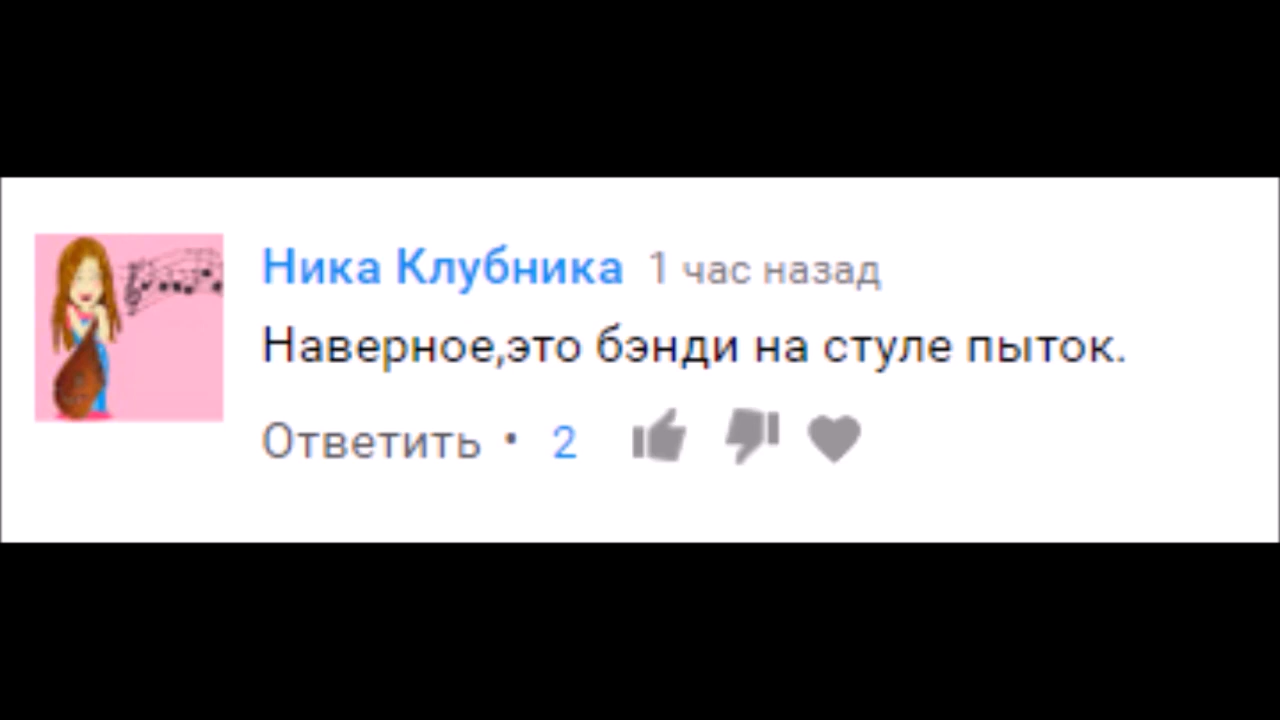 Ника Клубника 1 час назад
Наверное,это бэнди на стуле пыток.
Ответить • 2